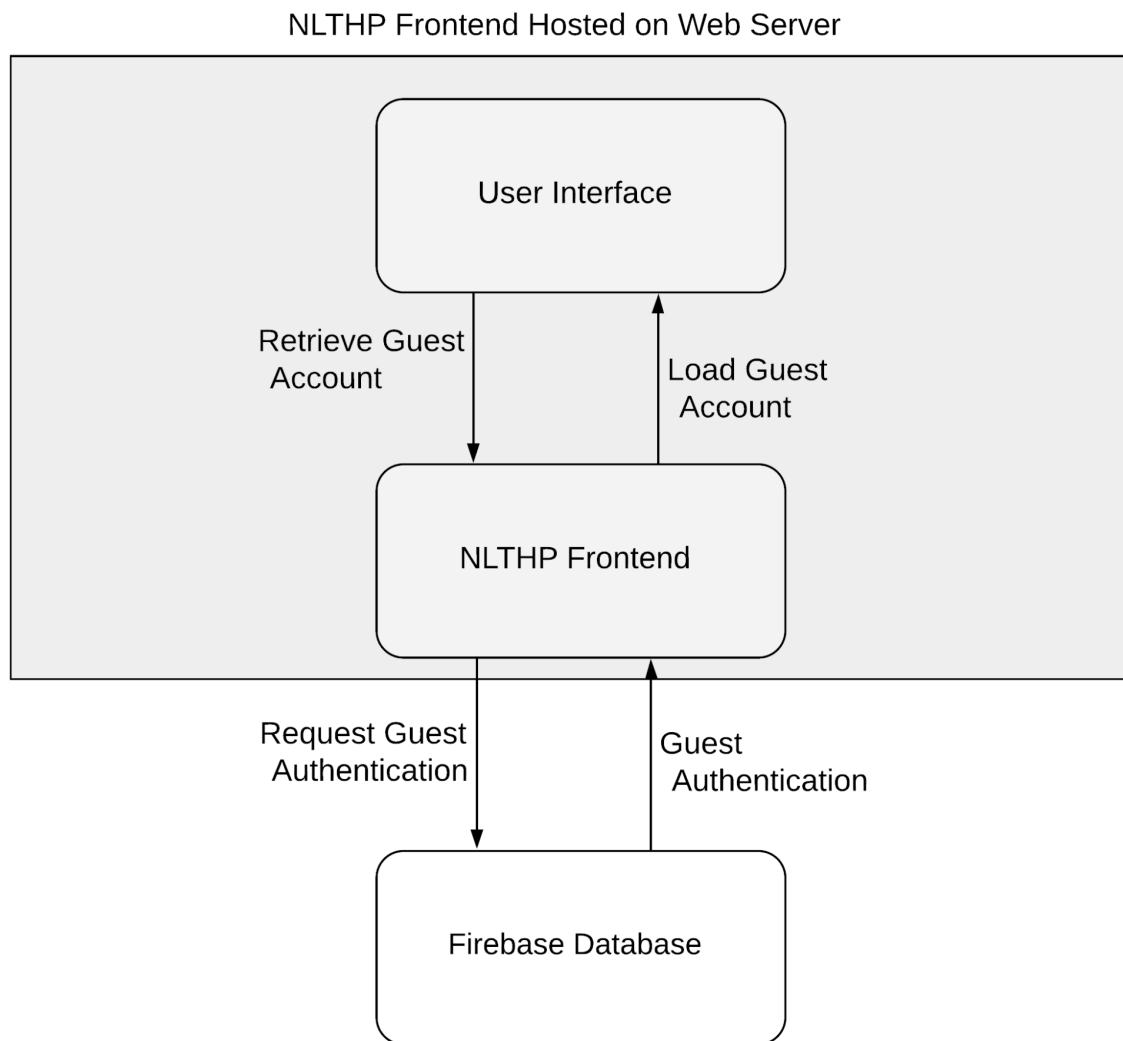 NLTHP Frontend Hosted on Web Server
User Interface
Retrieve Guest
Account
Load Guest
Account
NLTHP Frontend
Request Guest
Authentication
Guest
Authentication
Firebase Database